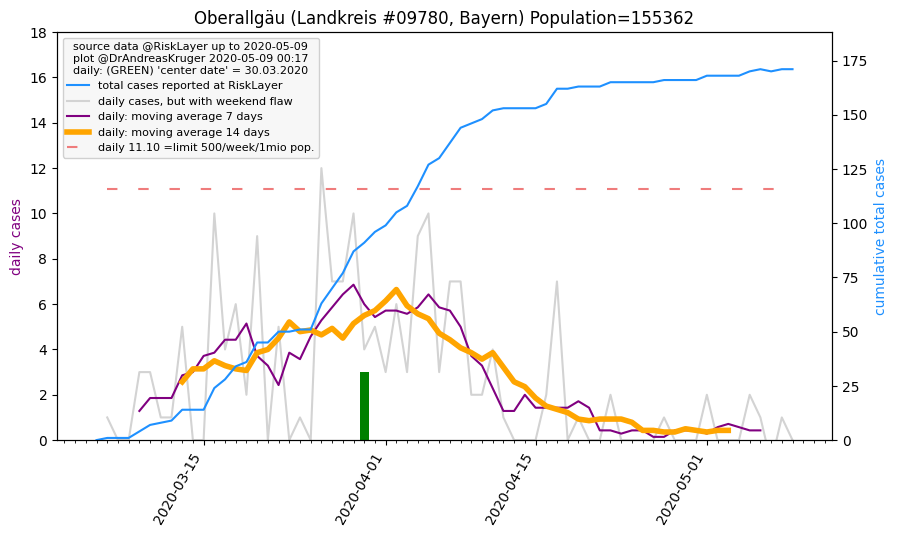 Oberallgäu (Landkreis #09780, Bayern) Population=155362
source data @RiskLayer up to 2020-05-09
plot @DrAndreasKruger 2020-05-09 00:17
daily: (GREEN) 'center date' = 30.03.2020
total cases reported at RiskLayer
daily cases, but with weekend flaw
daily: moving average 7 days
daily: moving average 14 days
daily 11.10 =limit 500/week/1mio pop.
daily cases
18
16
14
12
10
8
6
4
2
0
cumulative total cases
175
150
125
100
75
50
25
0
2020-03-15
2020-04-01
2020-04-15
2020-05-01